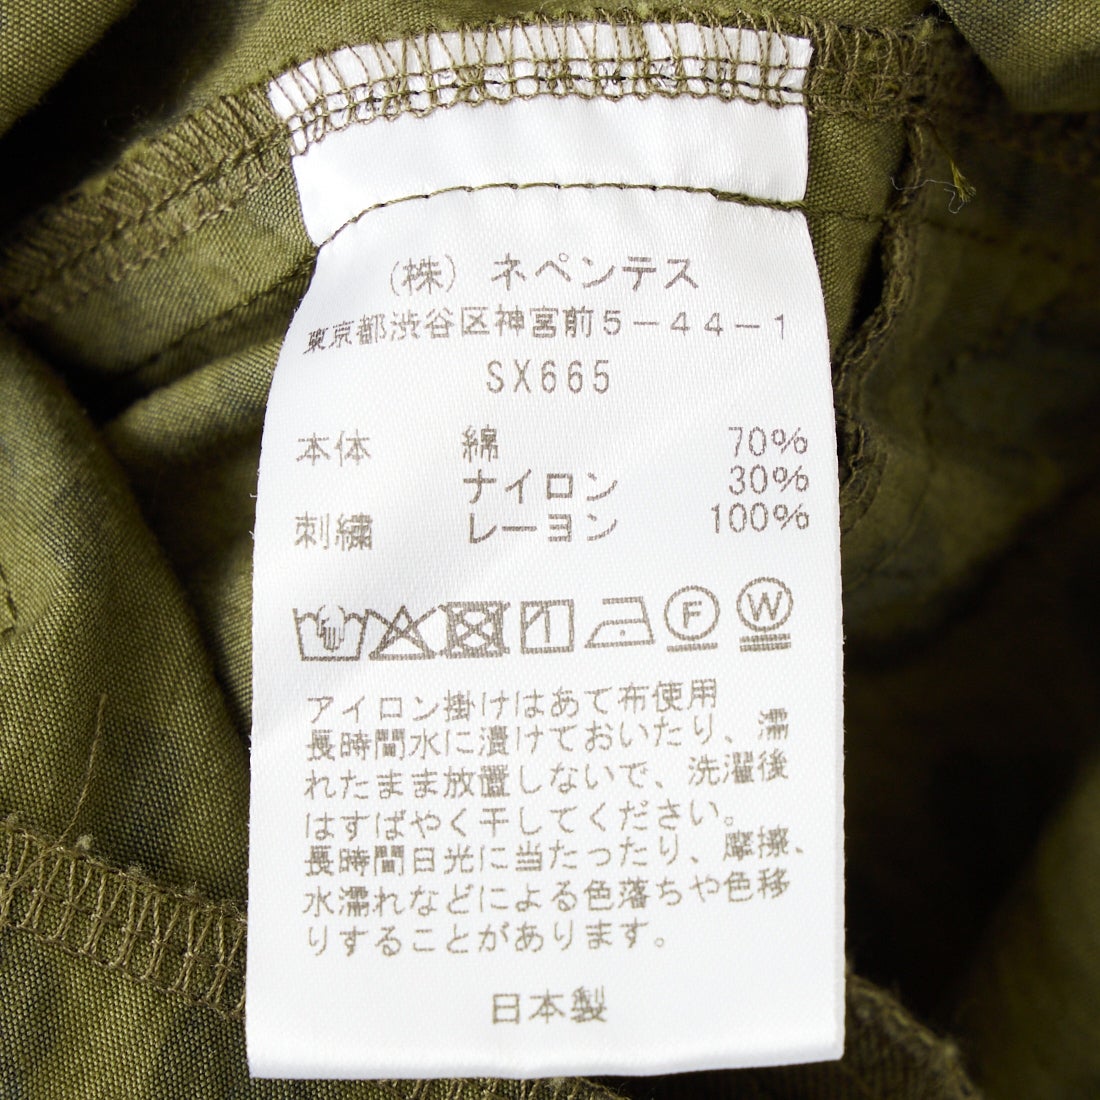 (株) ネペンテス
東京都渋谷区神宮前5-44-1
SX665
本体 綿 70%
ナイロン 30%
刺繍 レーヨン 100%
F W
アイロン掛けはあて布使用
長時間水に漬けておいたり、濡
れたまま放置しないで、洗濯後
はすばやく干してください。
長時間日光に当たったり、摩擦、
水濡れなどによる色落ちや色移
りすることがあります。
日本製